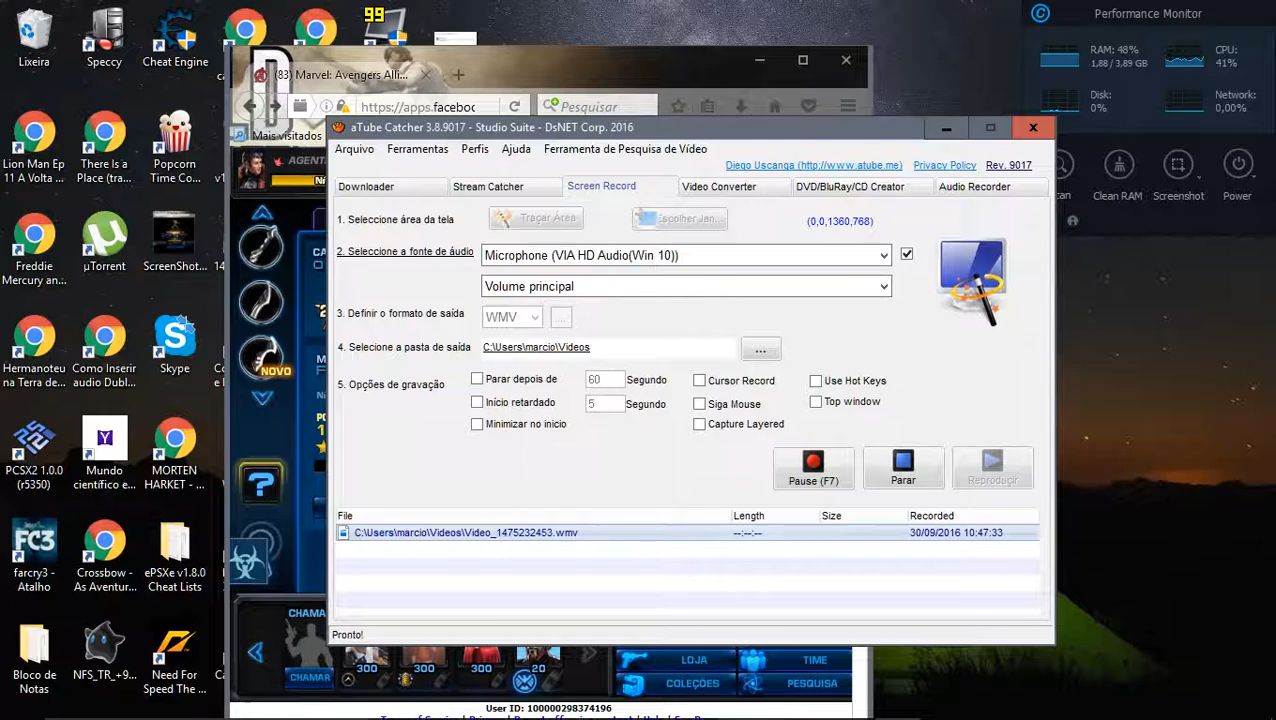 Lixeira
Speccy
Cheat Engine
99
Lion Man Ep
11 A Volta ...
There Is a
Place (tra...
Popcorn
Time Co...
Freddie
Mercury an...
µTorrent
ScreenShot...
Hermanoteu
na Terra de...
Como Inserir
audio Dubl...
Skype
PCSX2 1.0.0
(r5350)
Mundo
científico e...
MORTEN
HARKET - ...
farcry3 -
Atalho
Crossbow -
As Aventur...
ePSXe v1.8.0
Cheat Lists
Bloco de
Notas
NFS_TR_+9...
Need For
Speed The ...
(83) Marvel: Avengers Alli...
https://apps.faceboc
Pesquisar
Mais visitados
AGENT
NOVO
CHAMAR
CHAMAR
300
300
300
20
LOJA
TIME
COLEÇÕES
PESQUISA
User ID: 100000298374196
aTube Catcher 3.8.9017 - Studio Suite - DsNET Corp. 2016
Arquivo
Ferramentas
Perfis
Ajuda
Ferramenta de Pesquisa de Vídeo
Diego Uscanga (http://www.atube.me)
Privacy Policy
Rev. 9017
Downloader
Stream Catcher
Screen Record
Video Converter
DVD/BluRay/CD Creator
Audio Recorder
1. Seleccione área da tela
Traçar Área
Escolher Jan...
(0,0,1360,768)
2. Seleccione a fonte de áudio
Microphone (VIA HD Audio(Win 10))
Volume principal
3. Definir o formato de saída
WMV
...
4. Selecione a pasta de saída
C:\Users\marcio\Videos
...
5. Opções de gravação
Parar depois de
60
Segundo
Cursor Record
Use Hot Keys
Início retardado
5
Segundo
Siga Mouse
Top window
Minimizar no inicio
Capture Layered
Pause (F7)
Parar
Reproducir
File
Length
Size
Recorded
C:\Users\marcio\Videos\Video_1475232453.wmv
--:--:--
30/09/2016 10:47:33
Pronto!
Performance Monitor
RAM: 48%
1,88 / 3,89 GB
CPU:
41%
Disk:
0%
Network:
0,00%
Clean RAM
Screenshot
Power